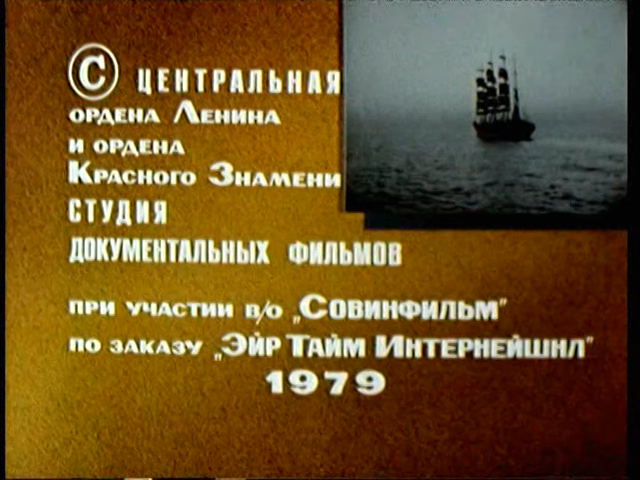 © ЦЕНТРАЛЬНАЯ
ОРДЕНА ЛЕНИНА
И ОРДЕНА
КРАСНОГО ЗНАМЕНИ
СТУДИЯ
ДОКУМЕНТАЛЬНЫХ ФИЛЬМОВ
ПРИ УЧАСТИИ В/О „СОВИНФИЛЬМ"
ПО ЗАКАЗУ „ЭЙР ТАЙМ ИНТЕРНЕЙШНЛ"
1979